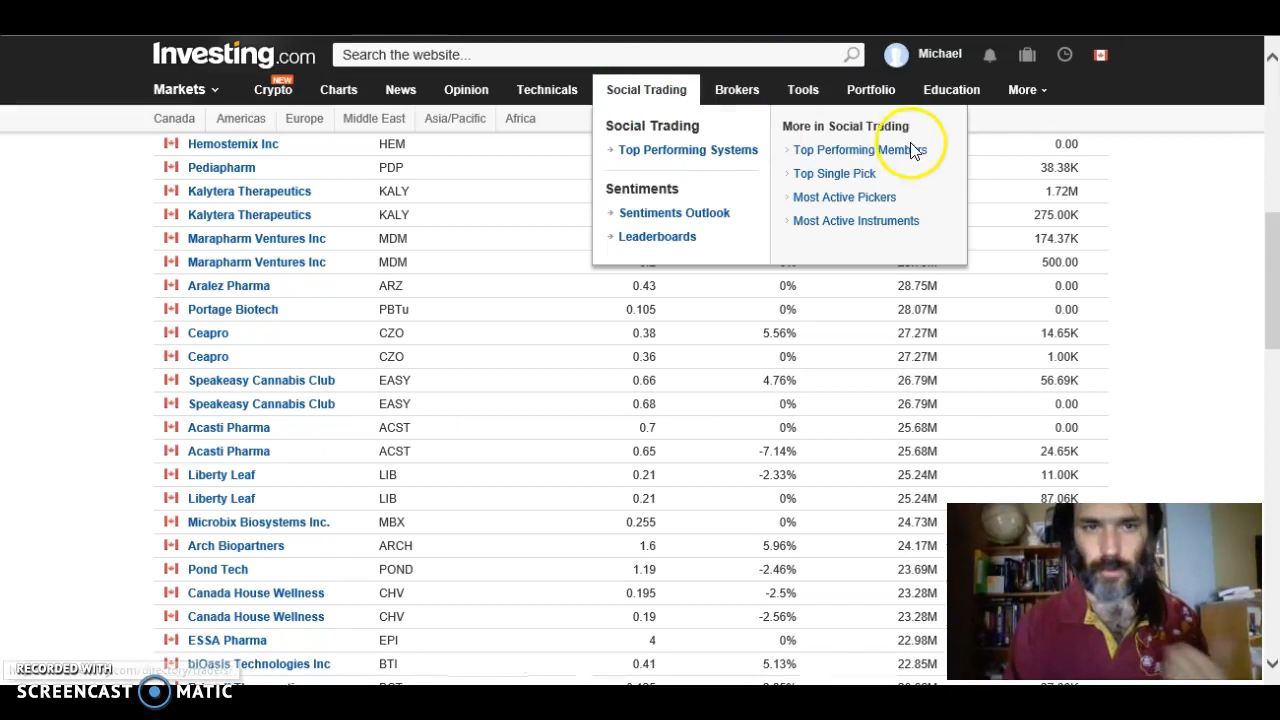 Investing.com Search the website... Michael
Markets NEW Crypto Charts News Opinion Technicals Social Trading Brokers Tools Portfolio Education More
Canada Americas Europe Middle East Asia/Pacific Africa
Social Trading
Top Performing Systems
Sentiments
Sentiments Outlook
Leaderboards
More in Social Trading
Top Performing Members
Top Single Pick
Most Active Pickers
Most Active Instruments
Hemostemix Inc HEM 0.00
Pediapharm PDP 38.38K
Kalytera Therapeutics KALY 1.72M
Kalytera Therapeutics KALY 275.00K
Marapharm Ventures Inc MDM 174.37K
Marapharm Ventures Inc MDM 500.00
Aralez Pharma ARZ 0.43 0% 28.75M 0.00
Portage Biotech PBTu 0.105 0% 28.07M 0.00
Ceapro CZO 0.38 5.56% 27.27M 14.65K
Ceapro CZO 0.36 0% 27.27M 1.00K
Speakeasy Cannabis Club EASY 0.66 4.76% 26.79M 56.69K
Speakeasy Cannabis Club EASY 0.68 0% 26.79M 0.00
Acasti Pharma ACST 0.7 0% 25.68M 0.00
Acasti Pharma ACST 0.65 -7.14% 25.68M 24.65K
Liberty Leaf LIB 0.21 -2.33% 25.24M 11.00K
Liberty Leaf LIB 0.21 0% 25.24M 87.06K
Microbix Biosystems Inc. MBX 0.255 0% 24.73M
Arch Biopartners ARCH 1.6 5.96% 24.17M
Pond Tech POND 1.19 -2.46% 23.69M
Canada House Wellness CHV 0.195 -2.5% 23.28M
Canada House Wellness CHV 0.19 -2.56% 23.28M
ESSA Pharma EPI 4 0% 22.98M
biOasis Technologies Inc BTI 0.41 5.13% 22.85M
RECORDED WITH
SCREENCAST MATIC